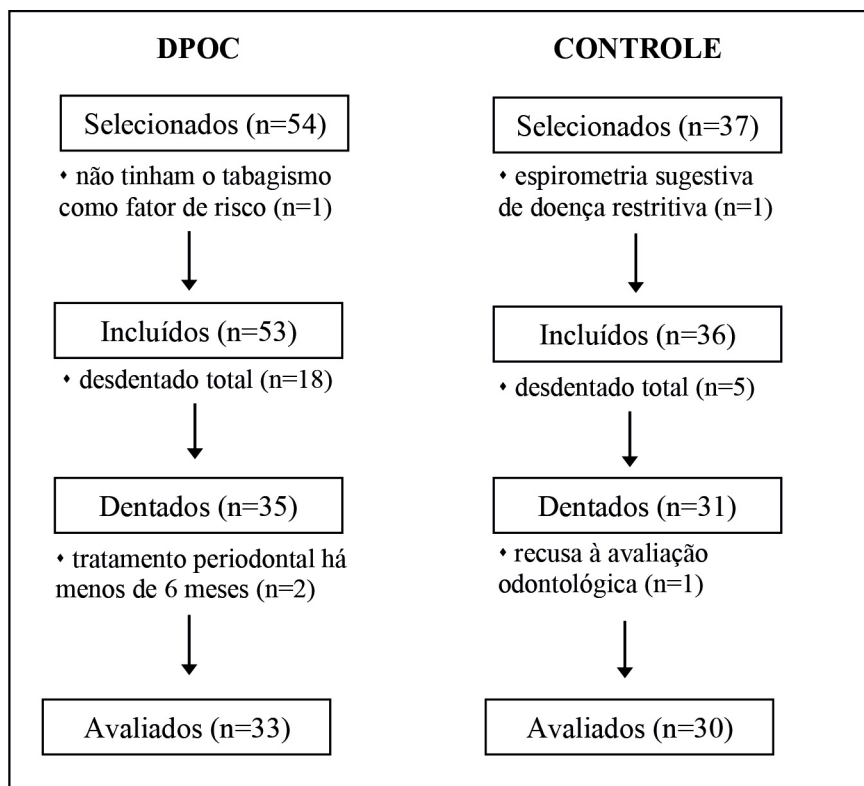 DPOC
Selecionados (n=54)
⬧ não tinham o tabagismo
como fator de risco (n=1)
Incluídos (n=53)
⬧ desdentado total (n=18)
Dentados (n=35)
⬧ tratamento periodontal há
menos de 6 meses (n=2)
Avaliados (n=33)
CONTROLE
Selecionados (n=37)
⬧ espirometria sugestiva
de doença restritiva (n=1)
Incluídos (n=36)
⬧ desdentado total (n=5)
Dentados (n=31)
⬧ recusa à avaliação
odontológica (n=1)
Avaliados (n=30)